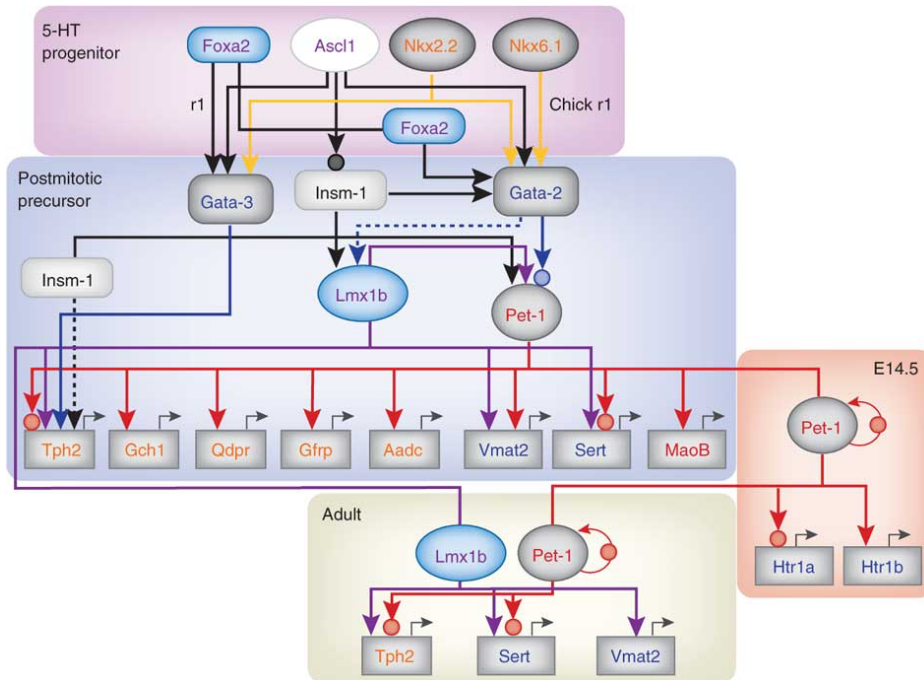 5-HT
progenitor
Foxa2
Ascl1
Nkx2.2
Nkx6.1
r1
Chick r1
Foxa2
Postmitotic
precursor
Gata-3
Insm-1
Gata-2
Insm-1
Lmx1b
Pet-1
E14.5
Pet-1
Tph2
Gch1
Qdpr
Gfrp
Aadc
Vmat2
Sert
MaoB
Adult
Lmx1b
Pet-1
Htr1a
Htr1b
Tph2
Sert
Vmat2